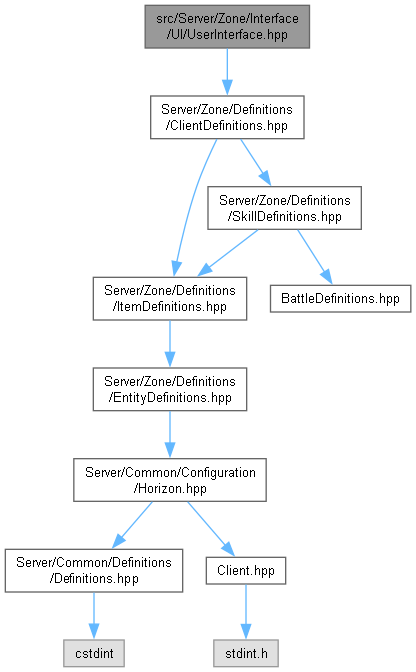 src/Server/Zone/Interface
/UI/UserInterface.hpp
Server/Zone/Definitions
/ClientDefinitions.hpp
Server/Zone/Definitions
/SkillDefinitions.hpp
Server/Zone/Definitions
/ItemDefinitions.hpp
BattleDefinitions.hpp
Server/Zone/Definitions
/EntityDefinitions.hpp
Server/Common/Configuration
/Horizon.hpp
Server/Common/Definitions
/Definitions.hpp
Client.hpp
cstdint
stdint.h